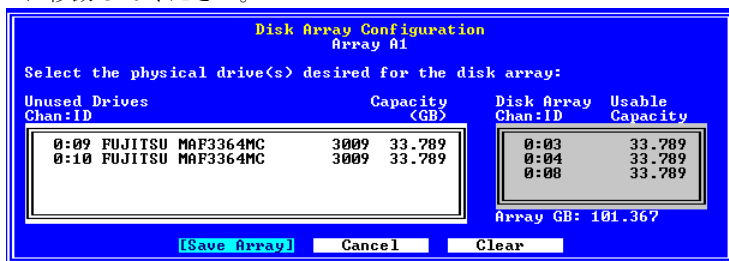 Disk Array Configuration
Array A1
Select the physical drive(s) desired for the disk array:
Unused Drives Capacity Disk Array Usable
Chan:ID (GB) Chan:ID Capacity
0:09 FUJITSU MAF3364MC 3009 33.789 0:03 33.789
0:10 FUJITSU MAF3364MC 3009 33.789 0:04 33.789
0:08 33.789
Array GB: 101.367
[Save Array] Cancel Clear